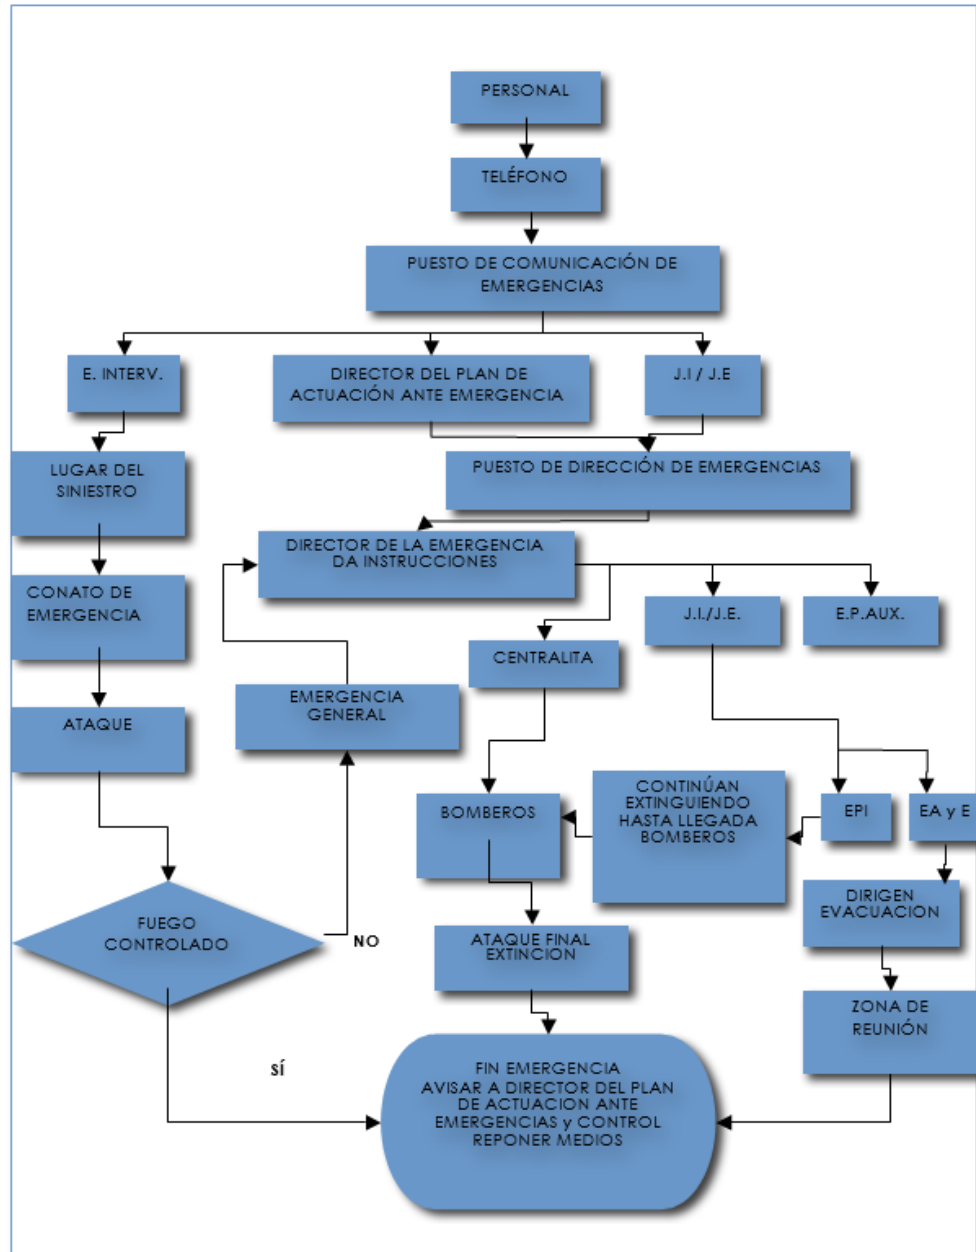 PERSONAL
TELÉFONO
PUESTO DE COMUNICACIÓN DE
EMERGENCIAS
E. INTERV.
DIRECTOR DEL PLAN DE
ACTUACIÓN ANTE EMERGENCIA
J.I / J.E
LUGAR DEL
SINIESTRO
PUESTO DE DIRECCIÓN DE EMERGENCIAS
DIRECTOR DE LA EMERGENCIA
DA INSTRUCCIONES
CONATO DE
EMERGENCIA
J.I./J.E.
E.P.AUX.
CENTRALITA
EMERGENCIA
GENERAL
ATAQUE
BOMBEROS
CONTINÚAN
EXTINGUIENDO
HASTA LLEGADA
BOMBEROS
EPI
EA y E
DIRIGEN
EVACUACION
FUEGO
CONTROLADO
NO
ATAQUE FINAL
EXTINCION
ZONA DE
REUNIÓN
SÍ
FIN EMERGENCIA
AVISAR A DIRECTOR DEL PLAN
DE ACTUACION ANTE
EMERGENCIAS y CONTROL
REPONER MEDIOS